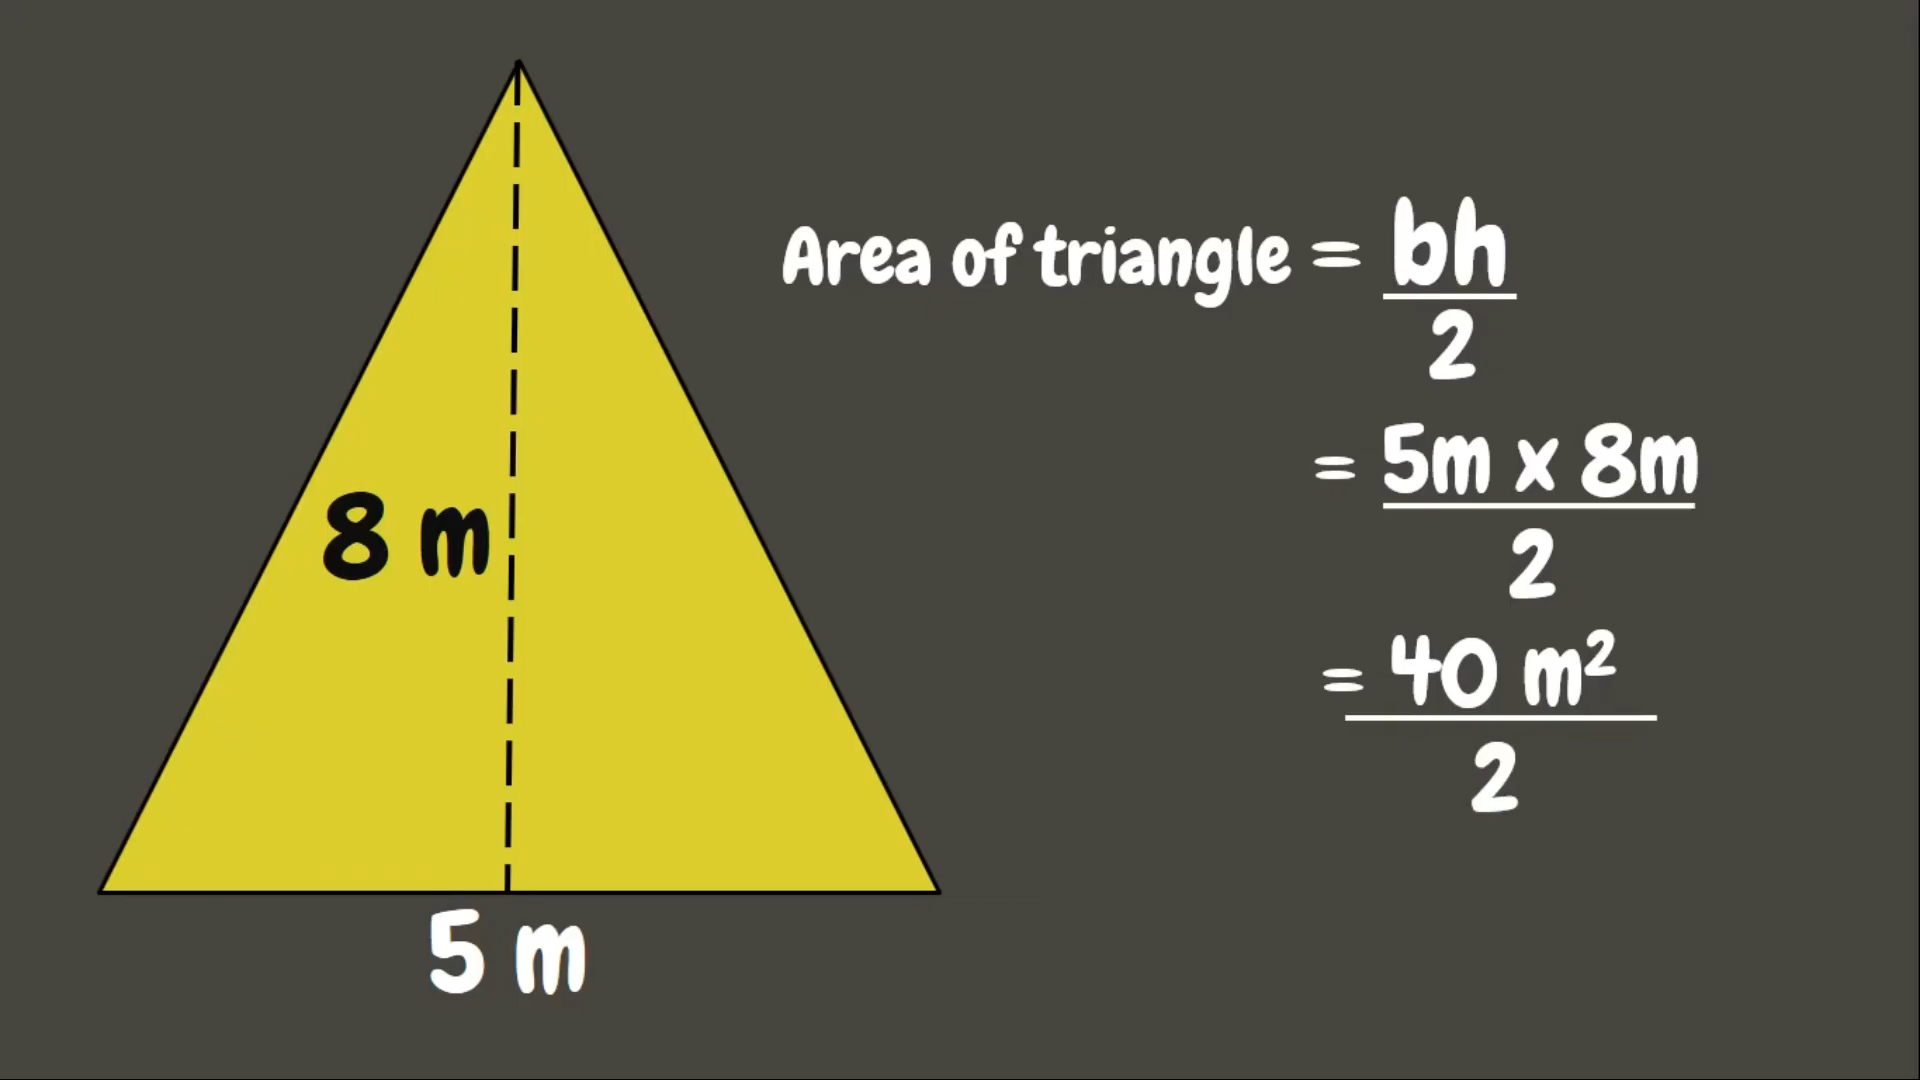 Area of triangle = bh
2
= 5m x 8m
2
8 m
= 40 m²
2
5 m